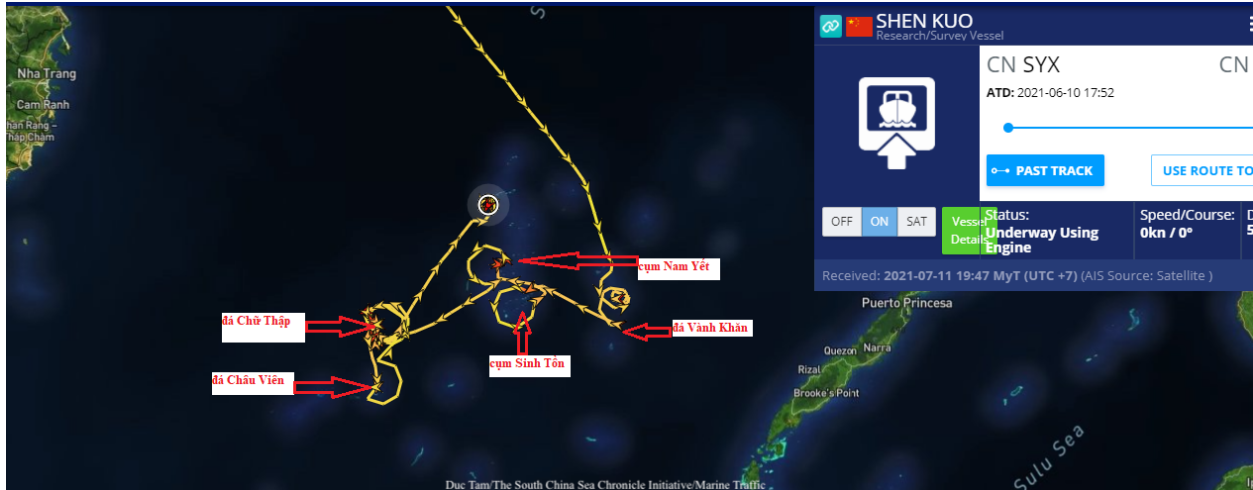 SHEN KUO
Research/Survey Vessel
CN SYX
CN
ATD: 2021-06-10 17:52
PAST TRACK
USE ROUTE TO
OFF
ON
SAT
Vessel
Details
Status:
Underway Using
Engine
Speed/Course:
0kn / 0°
D
5
Received: 2021-07-11 19:47 MyT (UTC +7) (AIS Source: Satellite )
Nha Trang
Cam Ranh
Phan Rang –
Tháp Chàm
S
cụm Nam Yết
đá Chữ Thập
đá Vành Khăn
cụm Sinh Tồn
đá Châu Viên
Puerto Princesa
Quezon
Narra
Rizal
Brooke's Point
Sulu Sea
Duc Tam/The South China Sea Chronicle Initiative/Marine Traffic